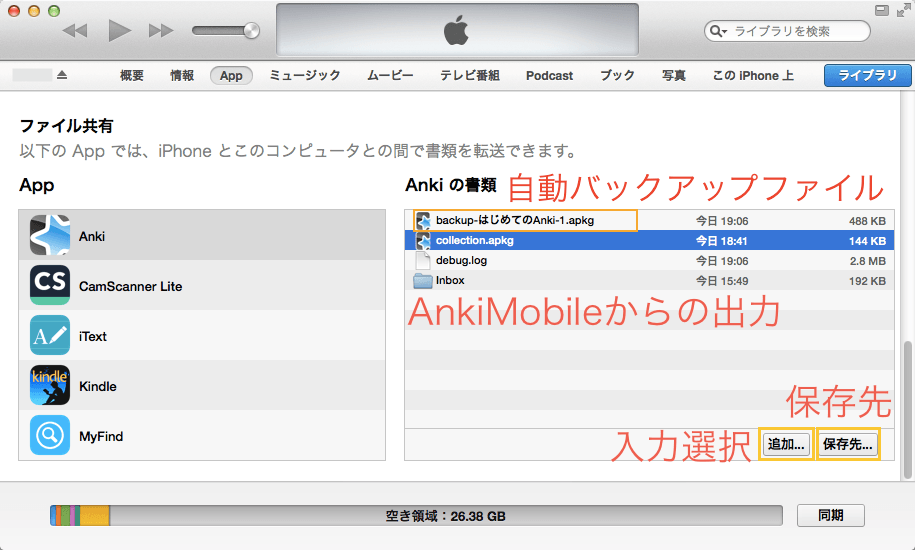 ライブラリを検索
概要 情報 App ミュージック ムービー テレビ番組 Podcast ブック 写真 この iPhone 上 ライブラリ
ファイル共有
以下の App では、iPhone とこのコンピュータとの間で書類を転送できます。
App
Anki
CamScanner Lite
iText
Kindle
MyFind
CS
A
kindle
Anki の書類 自動バックアップファイル
backup-はじめてのAnki-1.apkg 今日 19:06 488 KB
collection.apkg 今日 18:41 144 KB
debug.log 今日 19:06 2.8 MB
Inbox 今日 15:49 192 KB
AnkiMobileからの出力
保存先
入力選択 追加... 保存先...
空き領域：26.38 GB 同期